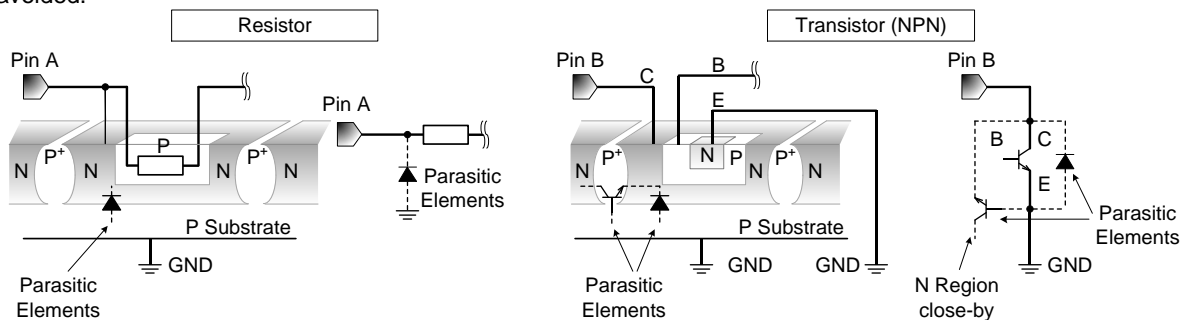 avoided.
Resistor
Transistor (NPN)
Pin A
Pin A
N P+ N P P+ N N
Parasitic
Elements
P Substrate
GND
Parasitic
Elements
Pin B
C
B
E
N P+ N N P P+ N N
P Substrate
GND
GND
Parasitic
Elements
Pin B
B
C
E
Parasitic
Elements
GND
N Region
close-by